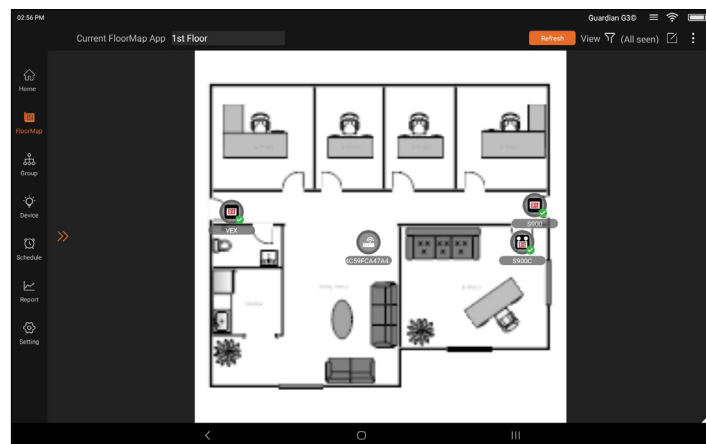 02:56 PM
Guardian G3©
Current FloorMap App 1st Floor
Refresh
View
(All seen)
Home
FloorMap
Group
Device
Schedule
Report
Setting
VEX
4C59FCA47A4.
S900
S900C